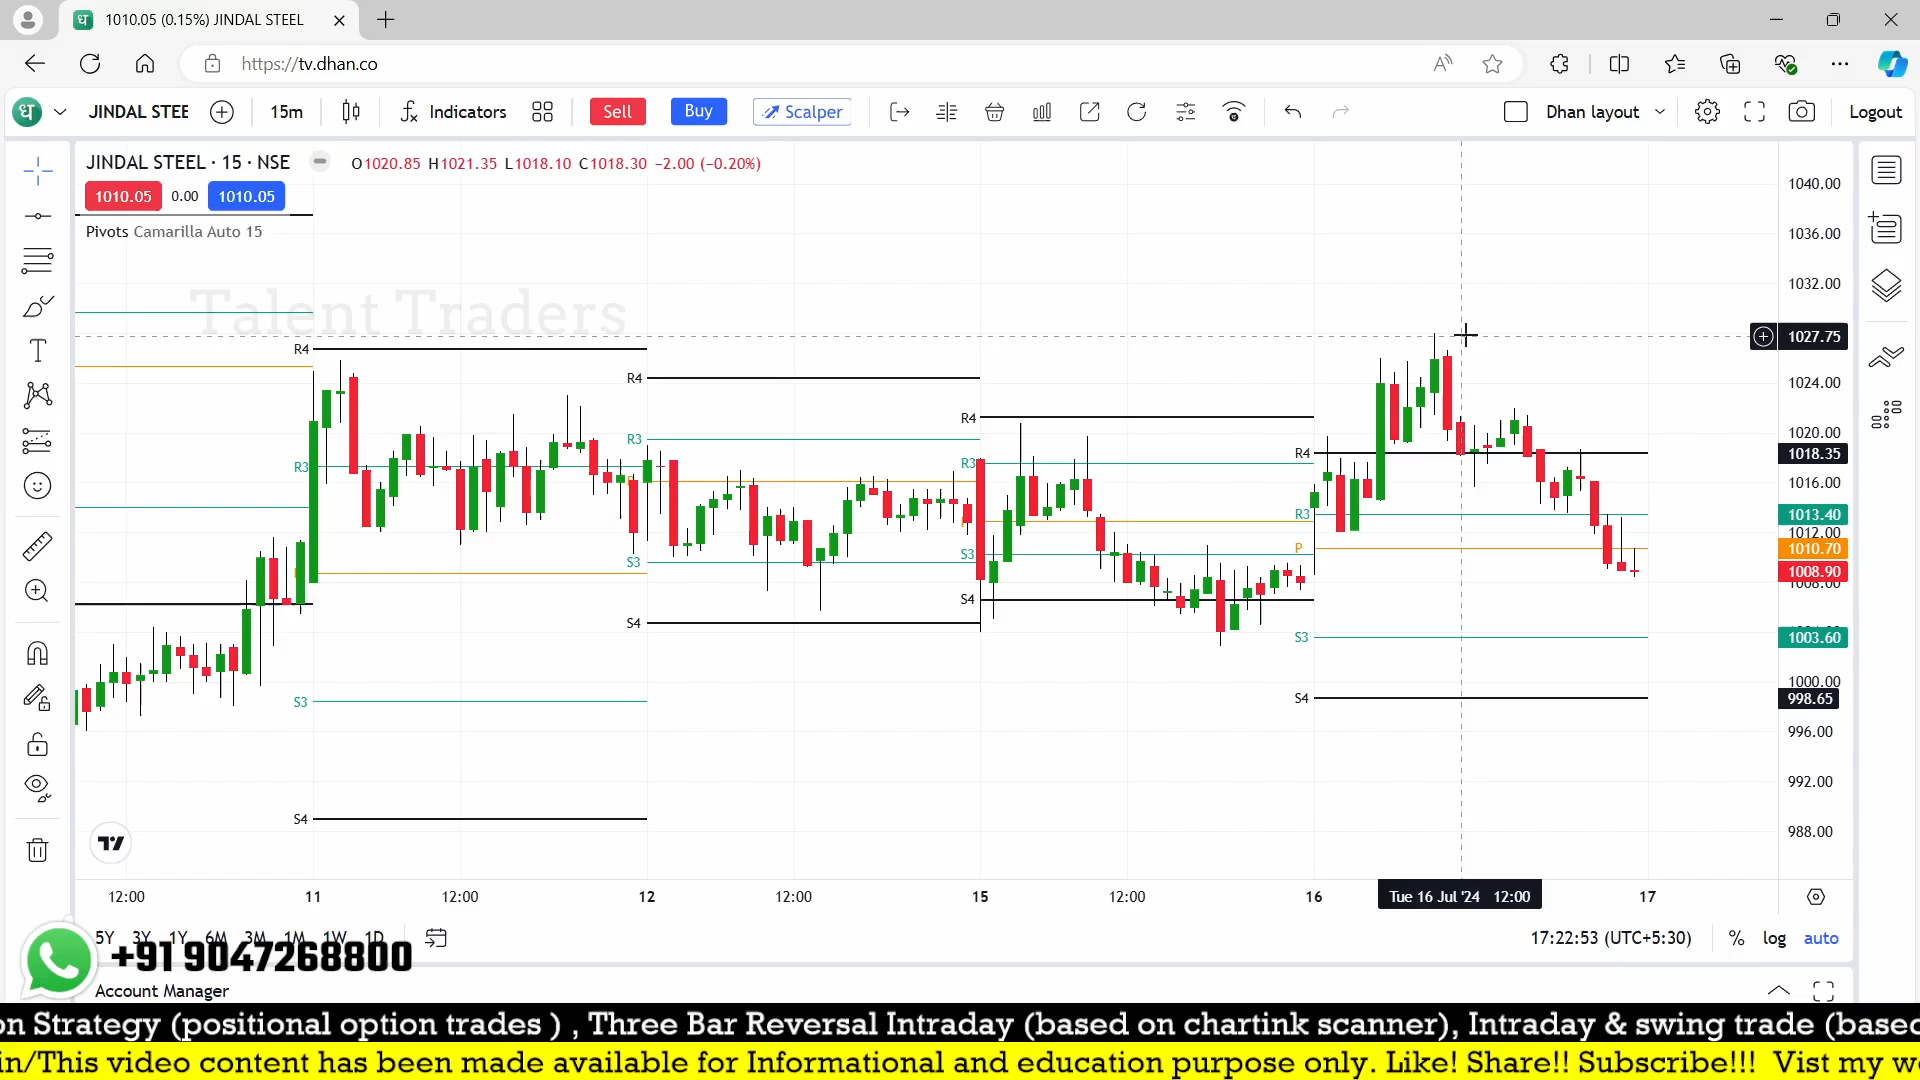 धा 1010.05 (0.15%) JINDAL STEEL
https://tv.dhan.co
धा JINDAL STEE 15m Indicators Sell Buy Scalper Dhan layout Logout
JINDAL STEEL · 15 · NSE O1020.85 H1021.35 L1018.10 C1018.30 −2.00 (−0.20%)
1010.05 0.00 1010.05
Pivots Camarilla Auto 15
Talent Traders
R4
R3
S3
S4
R4
R3
S3
S4
R4
R3
S3
S4
R4
R3
P
S3
S4
1040.00
1036.00
1032.00
1027.75
1024.00
1020.00
1018.35
1016.00
1013.40
1012.00
1010.70
1008.90
1008.00
1003.60
1000.00
998.65
996.00
992.00
988.00
12:00 11 12:00 12 12:00 15 12:00 16 Tue 16 Jul '24 12:00 17
5Y 3Y 1Y 6M 3M 1M 1W 1D 17:22:53 (UTC+5:30) % log auto
+91 9047268800
Account Manager
on Strategy (positional option trades ) , Three Bar Reversal Intraday (based on chartink scanner), Intraday & swing trade (based
in/This video content has been made available for Informational and education purpose only. Like! Share!! Subscribe!!! Vist my we